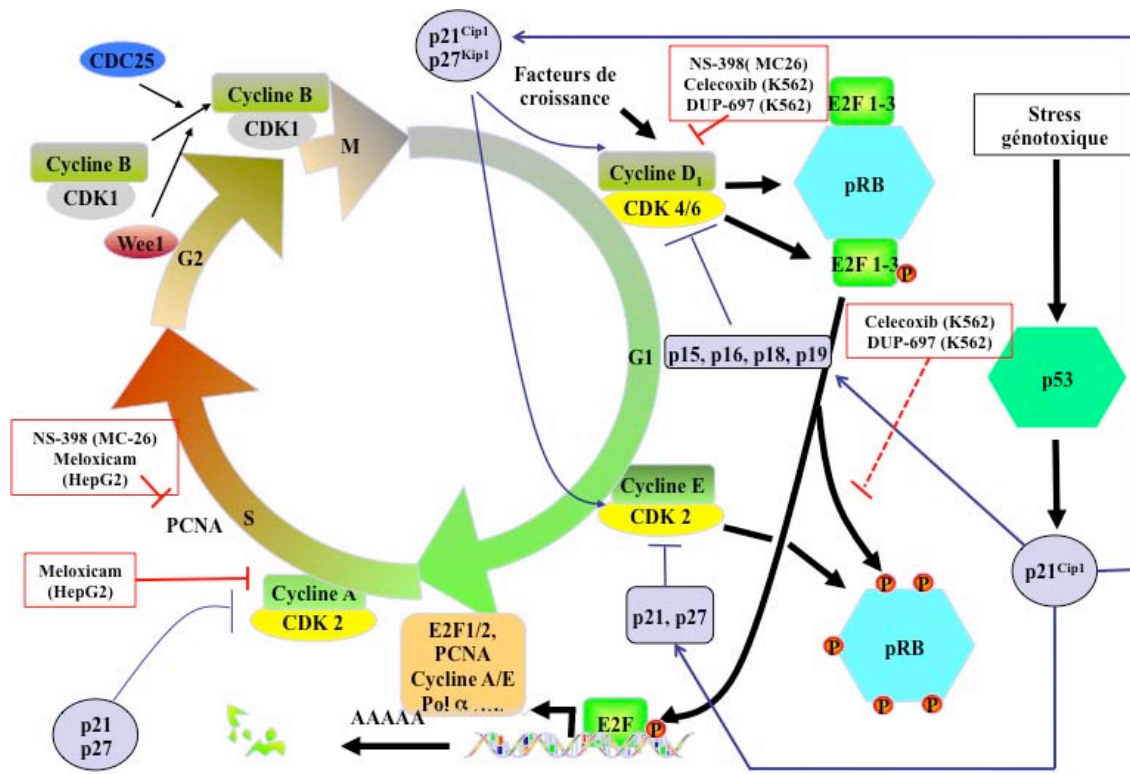 p21Cip1
p27Kip1
CDC25
Cycline B
CDK1
Cycline B
CDK1
Wee1
G2
M
Facteurs de
croissance
NS-398( MC26)
Celecoxib (K562)
DUP-697 (K562)
Cycline D1
CDK 4/6
E2F 1-3
pRB
E2F 1-3
P
Stress
génotoxique
G1
p15, p16, p18, p19
Celecoxib (K562)
DUP-697 (K562)
p53
NS-398 (MC-26)
Meloxicam
(HepG2)
PCNA
S
Cycline E
CDK 2
Meloxicam
(HepG2)
Cycline A
CDK 2
p21, p27
p21Cip1
P
P
P
pRB
P
P
P
E2F1/2,
PCNA
Cycline A/E
Pol α
AAAAA
E2F
P
p21
p27